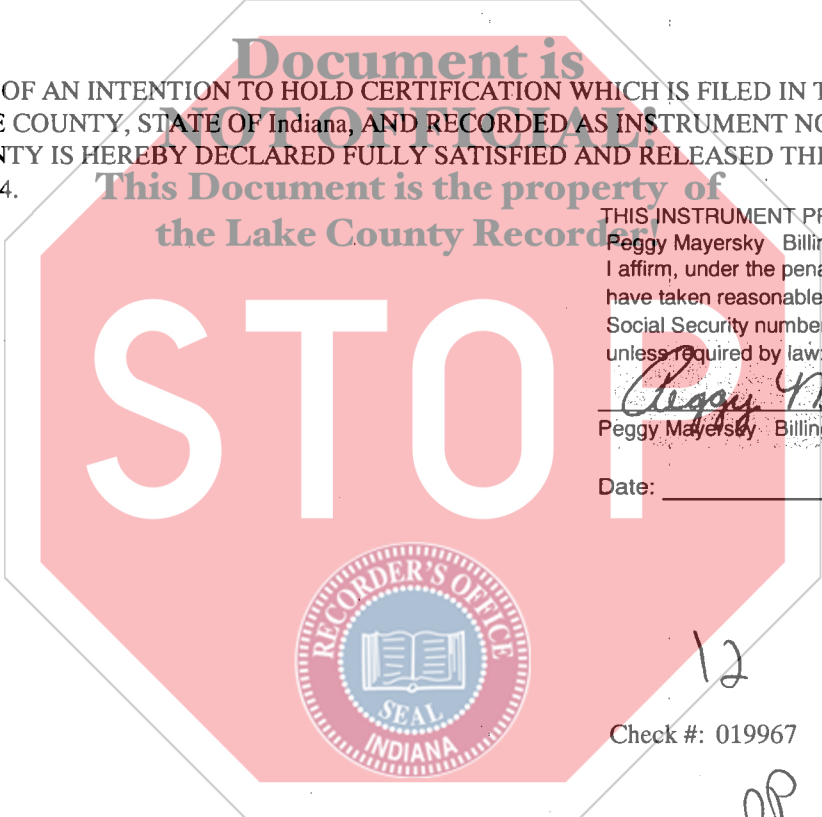 Document is
OF AN INTENTION TO HOLD CERTIFICATION WHICH IS FILED IN T
NOT OFFICIAL!
E COUNTY, STATE OF Indiana, AND RECORDED AS INSTRUMENT NO
NTY IS HEREBY DECLARED FULLY SATISFIED AND RELEASED THI
4.
This Document is the property of
the Lake County Recorder!
THIS INSTRUMENT PR
Peggy Mayersky Billin
I affirm, under the pena
have taken reasonable
Social Security number
unless required by law
Peggy M
Peggy Mayersky Billin
Date:
STOP
RECORDER'S OFFICE
SEAL
INDIANA
12
Check #: 019967